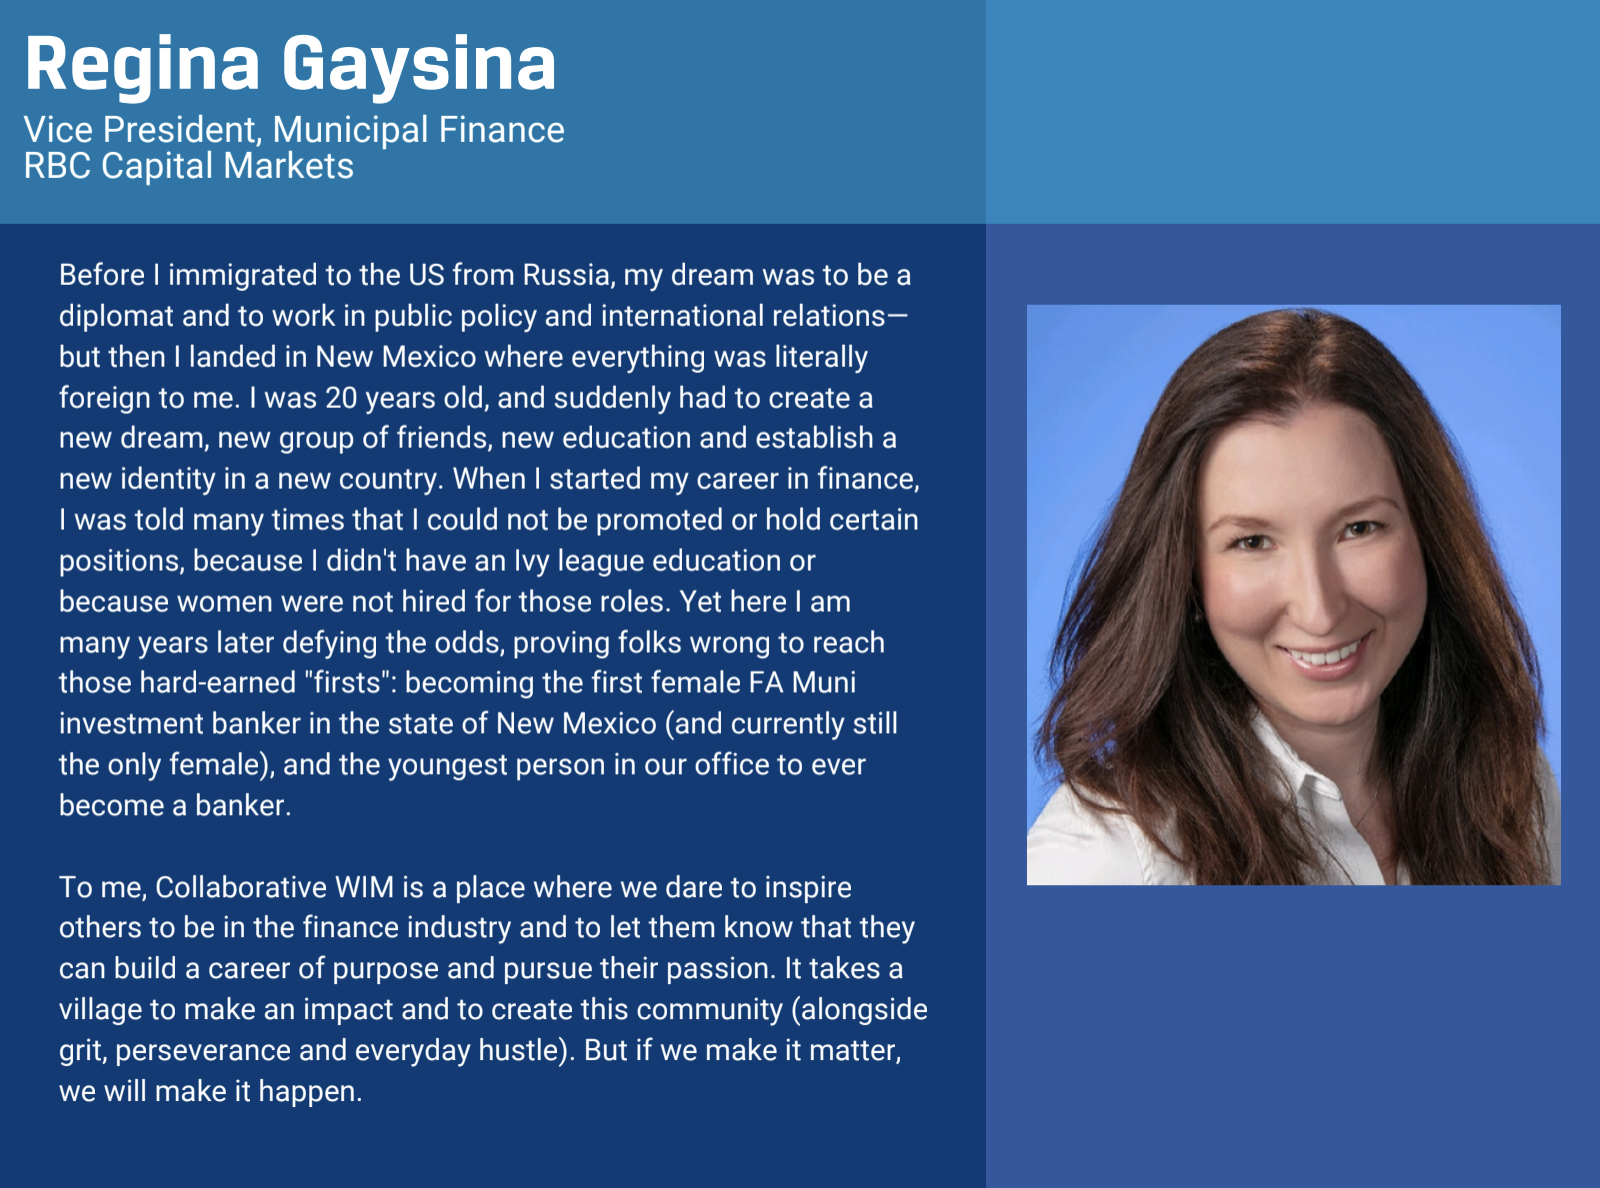 Regina Gaysina
Vice President, Municipal Finance
RBC Capital Markets
Before I immigrated to the US from Russia, my dream was to be a
diplomat and to work in public policy and international relations—
but then I landed in New Mexico where everything was literally
foreign to me. I was 20 years old, and suddenly had to create a
new dream, new group of friends, new education and establish a
new identity in a new country. When I started my career in finance,
I was told many times that I could not be promoted or hold certain
positions, because I didn't have an Ivy league education or
because women were not hired for those roles. Yet here I am
many years later defying the odds, proving folks wrong to reach
those hard-earned "firsts": becoming the first female FA Muni
investment banker in the state of New Mexico (and currently still
the only female), and the youngest person in our office to ever
become a banker.
To me, Collaborative WIM is a place where we dare to inspire
others to be in the finance industry and to let them know that they
can build a career of purpose and pursue their passion. It takes a
village to make an impact and to create this community (alongside
grit, perseverance and everyday hustle). But if we make it matter,
we will make it happen.